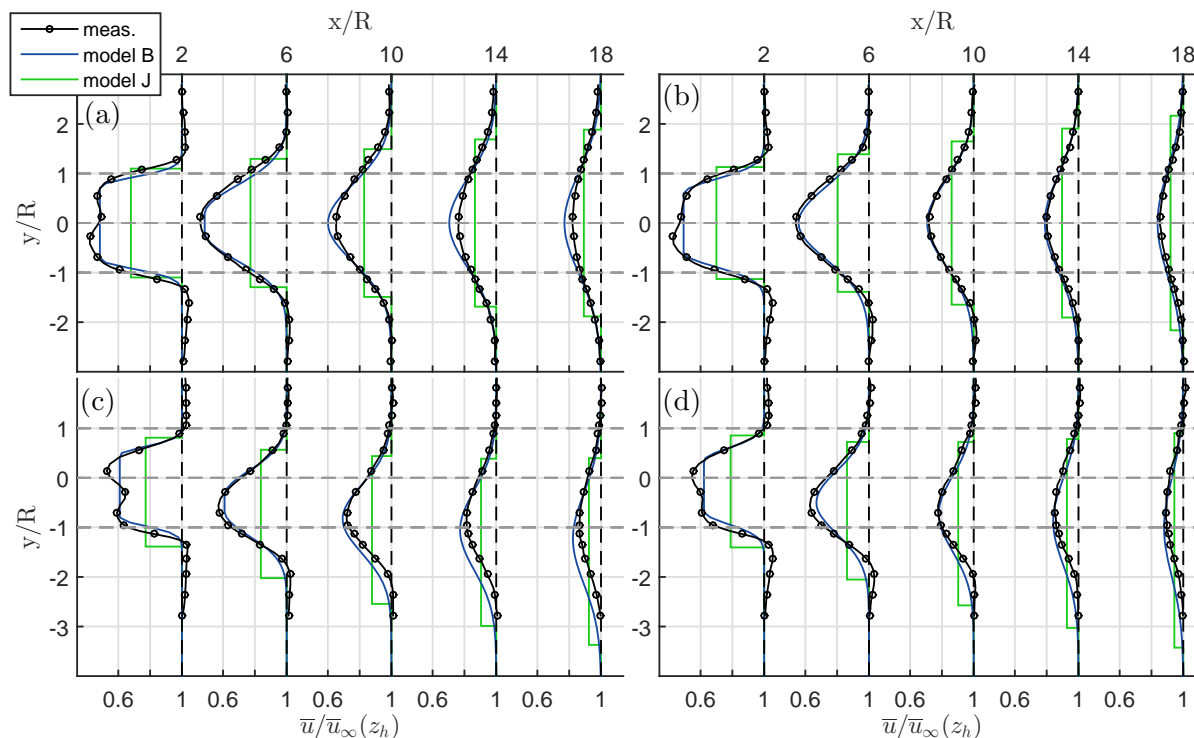 x/R x/R
meas.
model B
model J
2 6 10 14 18 2 6 10 14 18
(a) (b)
2 2
1 1
y/R 0 0
-1 -1
-2 -2
(c) (d)
1 1
0 0
y/R -1 -1
-2 -2
-3 -3
0.6 1 0.6 1 0.6 1 0.6 1 0.6 1 0.6 1 0.6 1 0.6 1 0.6 1 0.6 1
u̅/u̅∞(z_h) u̅/u̅∞(z_h)